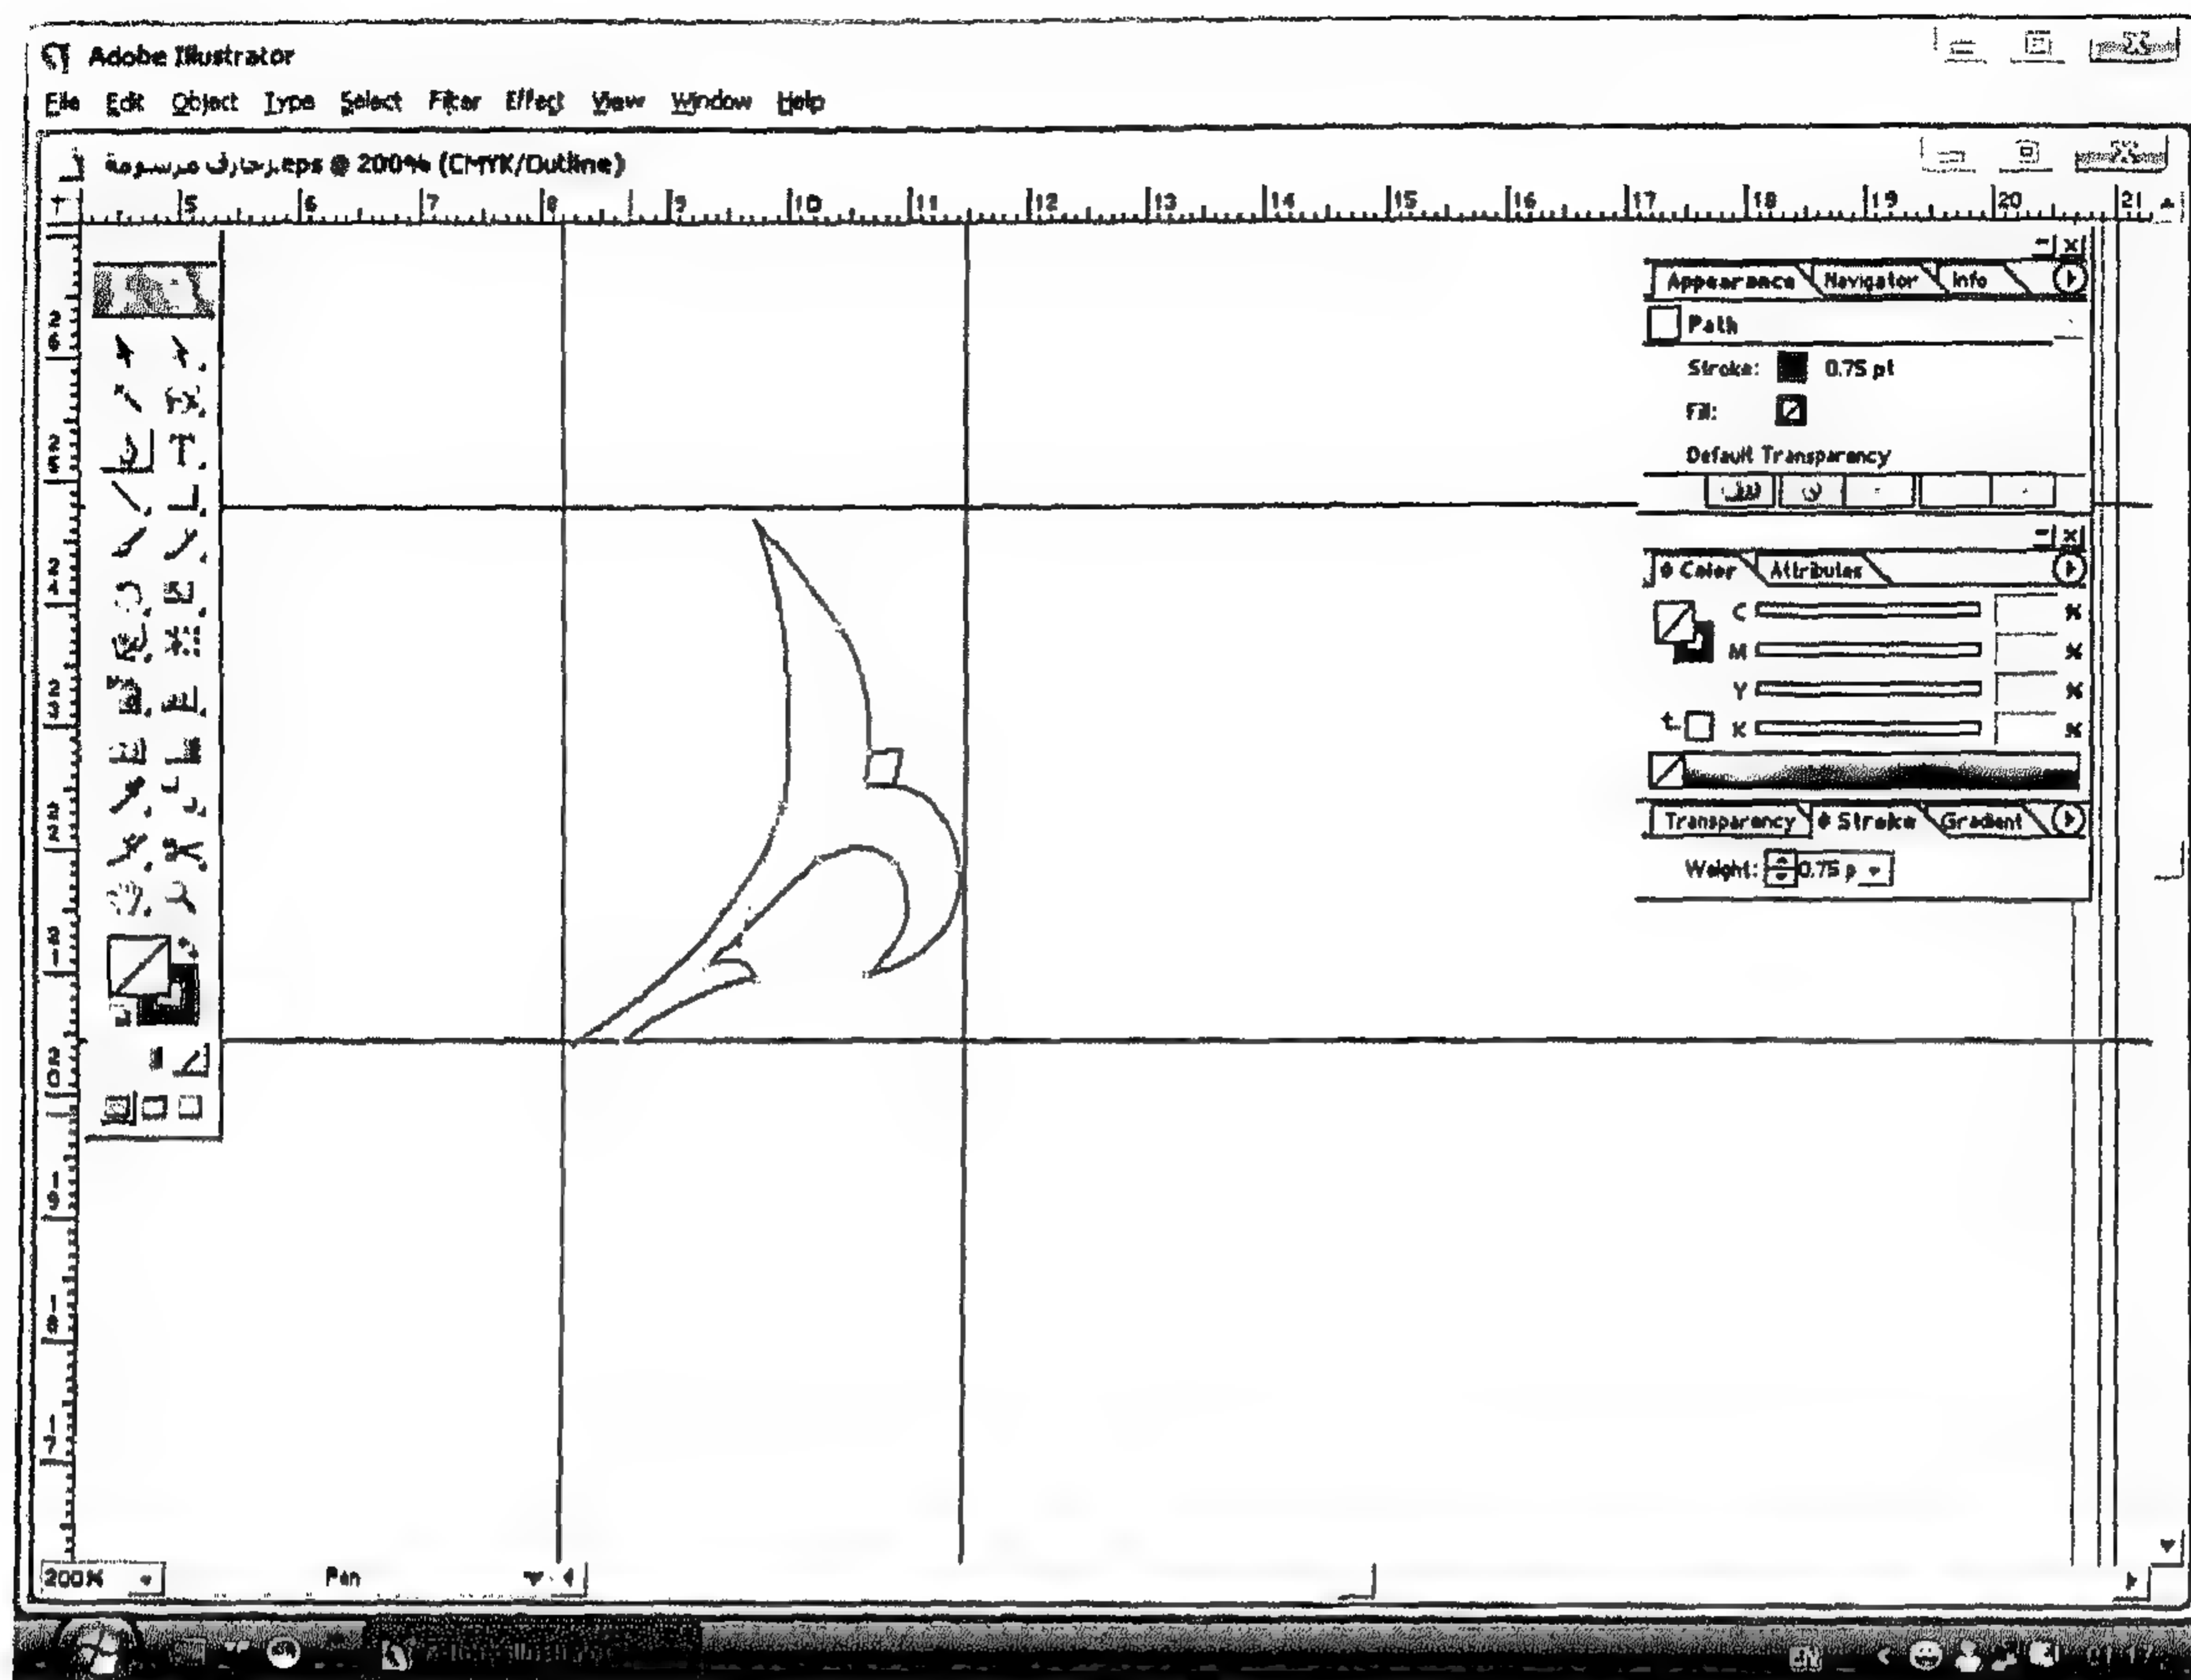 Adobe Illustrator
File Edit Object Type Select Filter Effect View Window Help
زخارف مرسومة.eps @ 200% (CMYK/Outline)
5 6 7 8 9 10 11 12 13 14 15 16 17 18 19 20 21
Appearance Navigator Info
Path
Stroke: 0.75 pt
Fill:
Default Transparency
Color Attributes
C %
M %
Y %
K %
Transparency Stroke Gradient
Weight: 0.75 p
T
200% Pen
EN